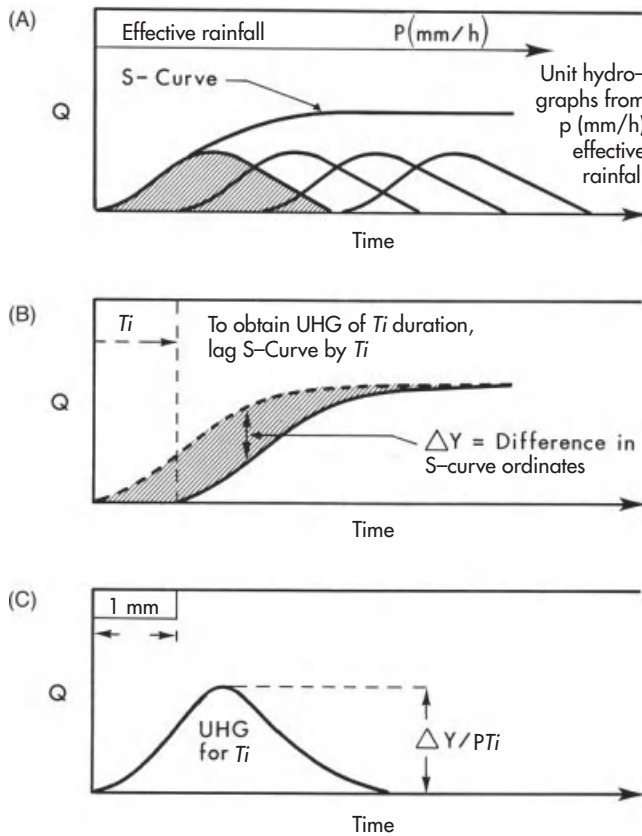 (A)
Effective rainfall
P(mm/h)
S-Curve
Unit hydro-
graphs from
p (mm/h)
effective
rainfal
Q
Time
(B)
Ti
To obtain UHG of Ti duration,
lag S-Curve by Ti
Q
△Y = Difference in
S-curve ordinates
Time
(C)
1 mm
Q
UHG
for Ti
△Y/PTi
Time